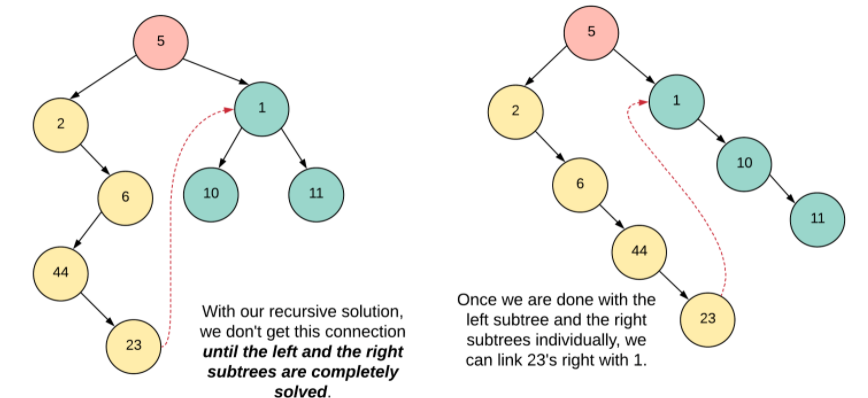 5
2
1
6
10
11
44
23
With our recursive solution,
we don't get this connection
until the left and the right
subtrees are completely
solved.
5
2
1
6
10
44
11
23
Once we are done with the
left subtree and the right
subtrees individually, we
can link 23's right with 1.